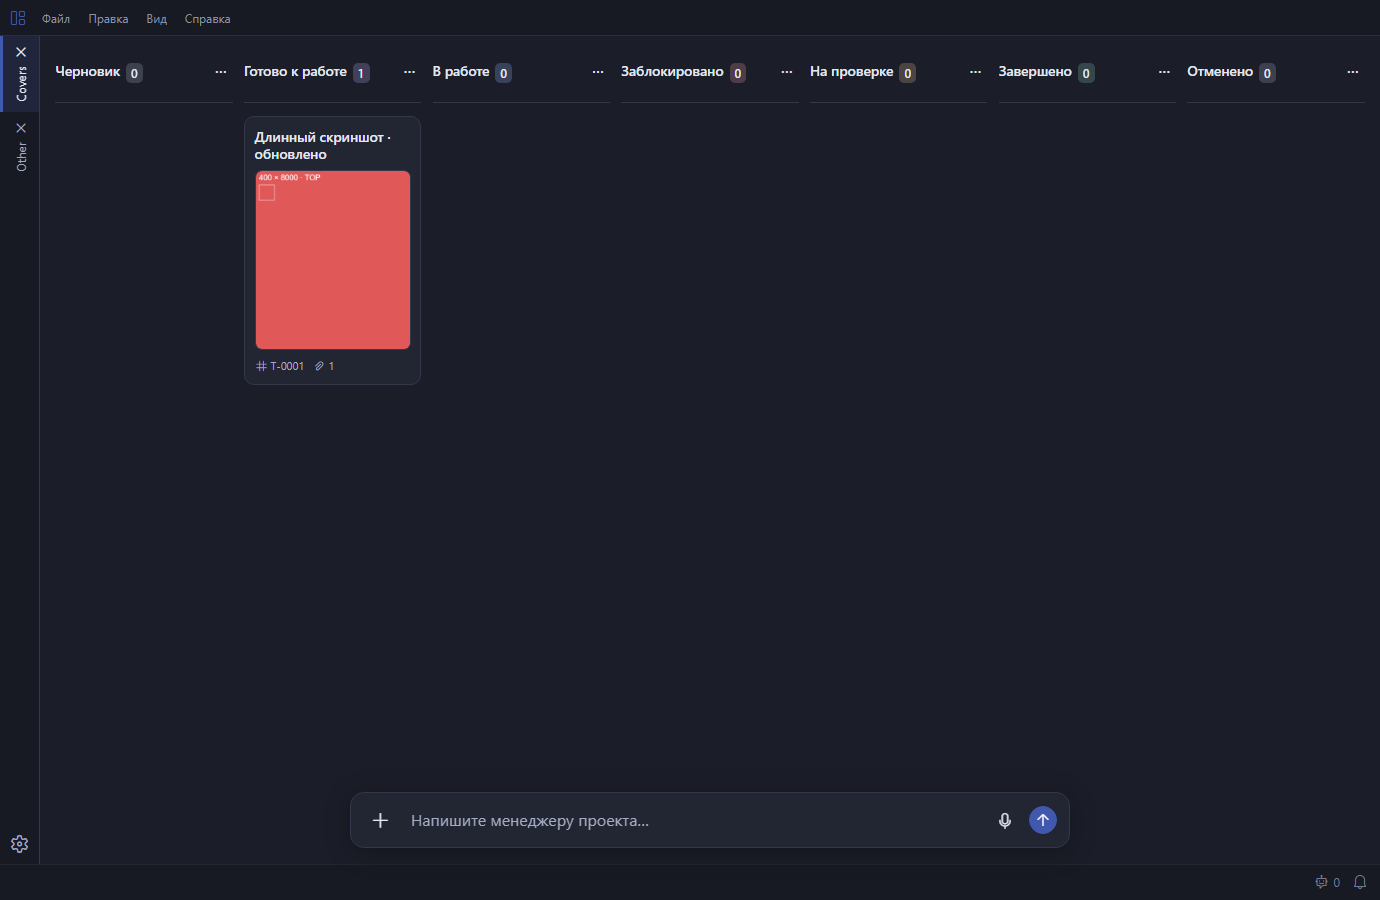 Файл Правка Вид Справка
Covers
Other
Черновик 0 ...
Готово к работе 1 ...
В работе 0 ...
Заблокировано 0 ...
На проверке 0 ...
Завершено 0 ...
Отменено 0 ...
Длинный скриншот ·
обновлено
400 × 8000 · TOP
T-0001 1
Напишите менеджеру проекта...
0